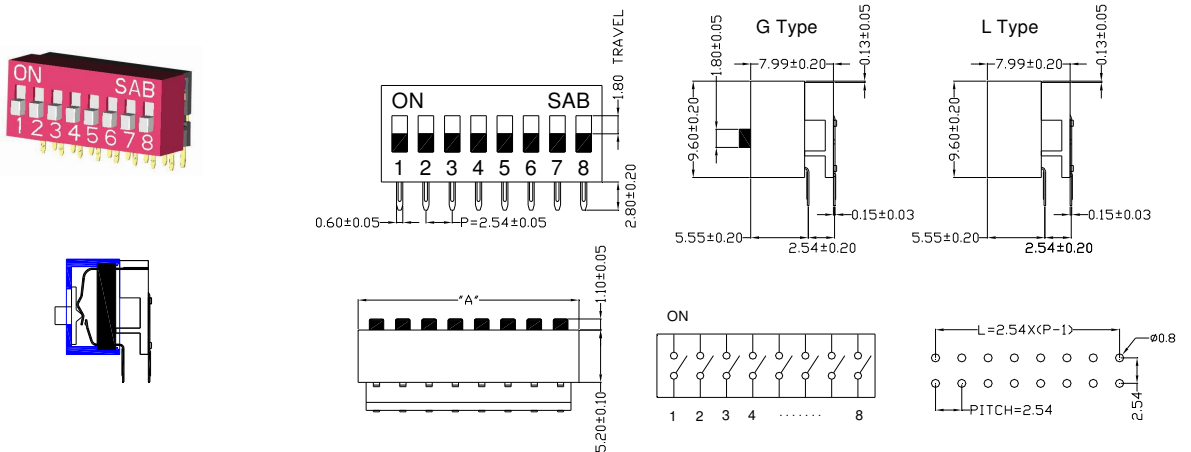 ON
SAB
1 2 3 4 5 6 7 8
ON SAB
1 2 3 4 5 6 7 8
1.80 TRAVEL
0.60±0.05
P=2.54±0.05
2.80±0.20
G Type
1.80±0.05
7.99±0.20
0.13±0.05
9.60±0.20
0.15±0.03
5.55±0.20
2.54±0.20
L Type
7.99±0.20
0.13±0.05
9.60±0.20
0.15±0.03
5.55±0.20
2.54±0.20
"A"
1.10±0.05
5.20±0.10
ON
1 2 3 4 ....... 8
L=2.54X(P-1)
ø0.8
PITCH=2.54
2.54